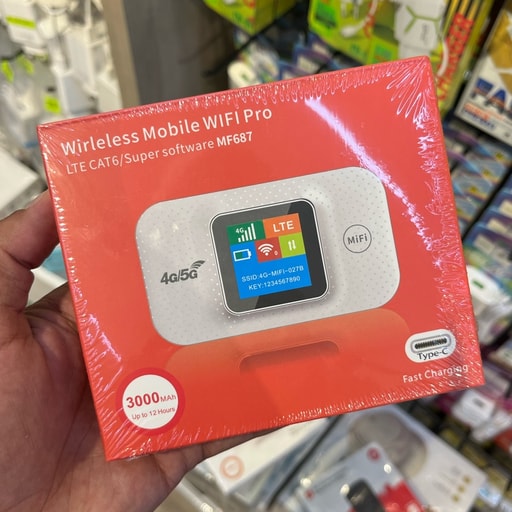 Wirleless Mobile WIFI Pro
LTE CAT6/Super software MF687
4G
LTE
SSID:4G-MIFI-027B
KEY:1234567890
4G/5G
MiFi
Type-C
Fast Charging
3000MAh
Up to 12 Hours